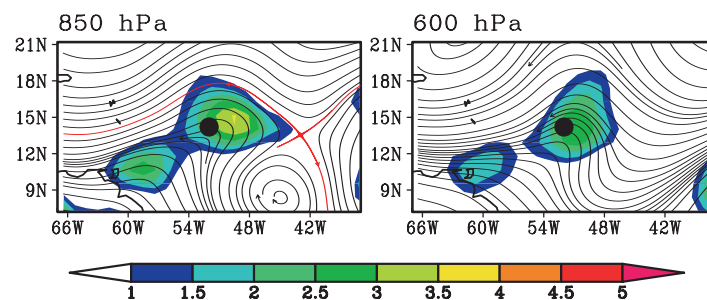 850 hPa 600 hPa
21N 21N
18N 18N
15N 15N
12N 12N
9N 9N
66W 60W 54W 48W 42W 66W 60W 54W 48W 42W
1 1.5 2 2.5 3 3.5 4 4.5 5